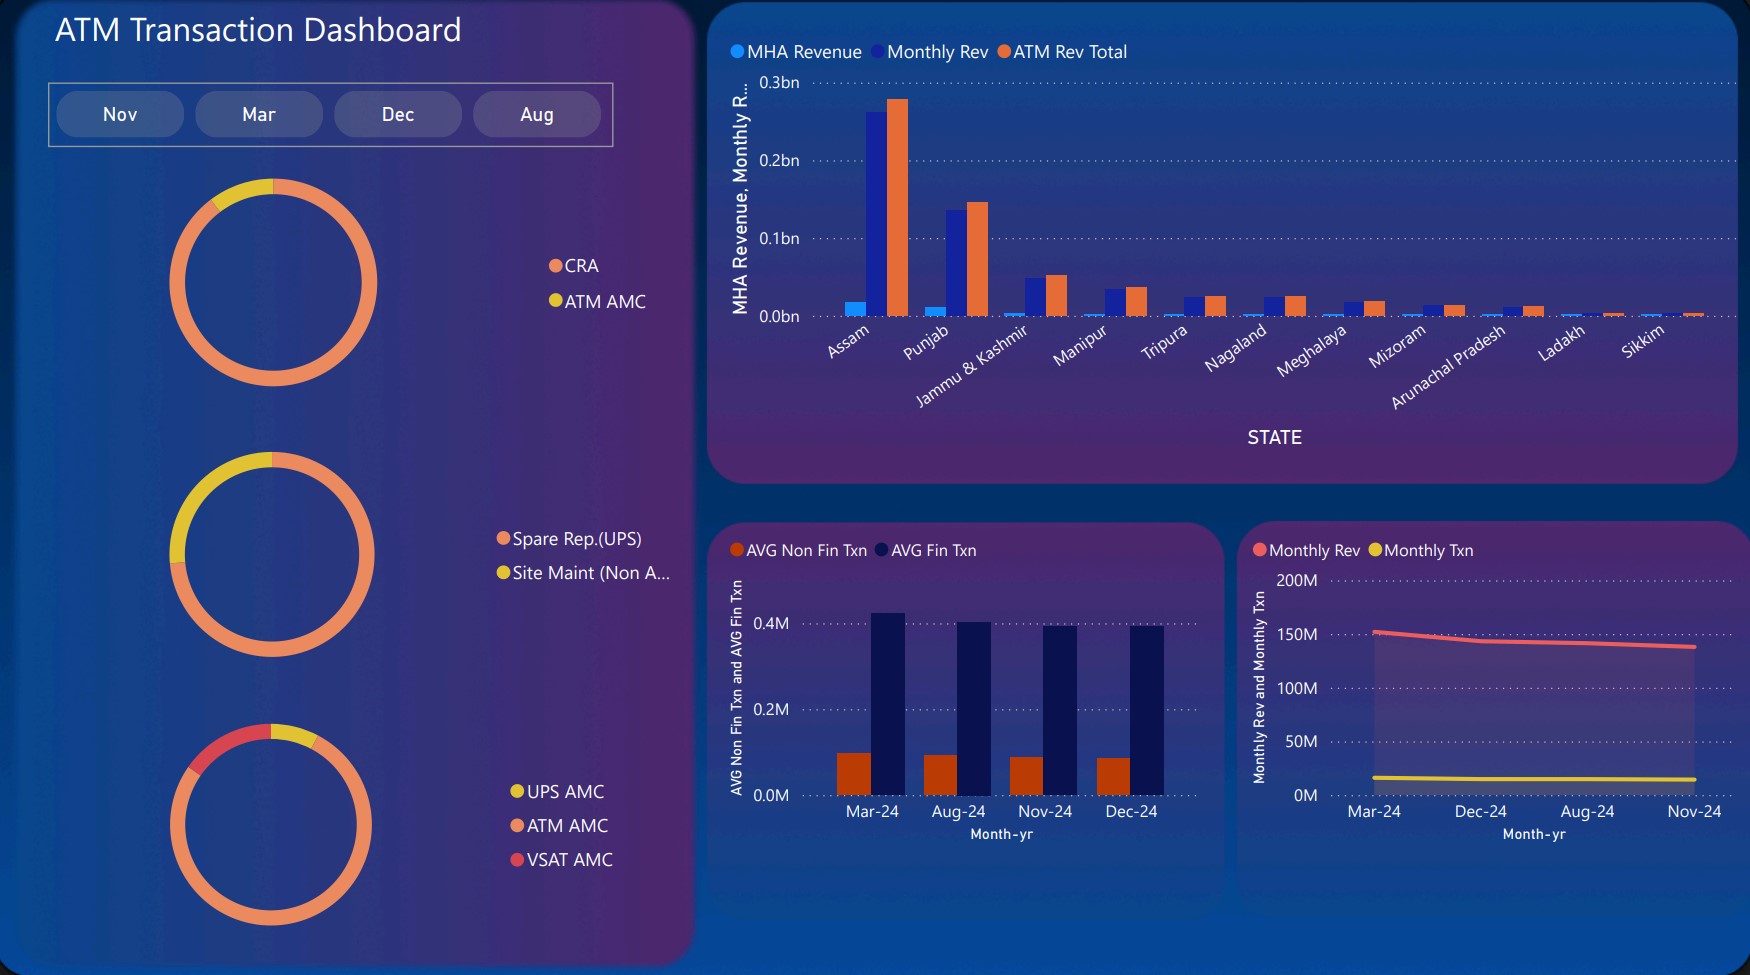 ATM Transaction Dashboard
Nov Mar Dec Aug
CRA
ATM AMC
Spare Rep.(UPS)
Site Maint (Non A...
UPS AMC
ATM AMC
VSAT AMC
MHA Revenue Monthly Rev ATM Rev Total
MHA Revenue, Monthly R...
0.3bn
0.2bn
0.1bn
0.0bn
Assam Punjab Jammu & Kashmir Manipur Tripura Nagaland Meghalaya Mizoram Arunachal Pradesh Ladakh Sikkim
STATE
AVG Non Fin Txn AVG Fin Txn
AVG Non Fin Txn and AVG Fin Txn
0.4M
0.2M
0.0M
Mar-24 Aug-24 Nov-24 Dec-24
Month-yr
Monthly Rev Monthly Txn
Monthly Rev and Monthly Txn
200M
150M
100M
50M
0M
Mar-24 Dec-24 Aug-24 Nov-24
Month-yr